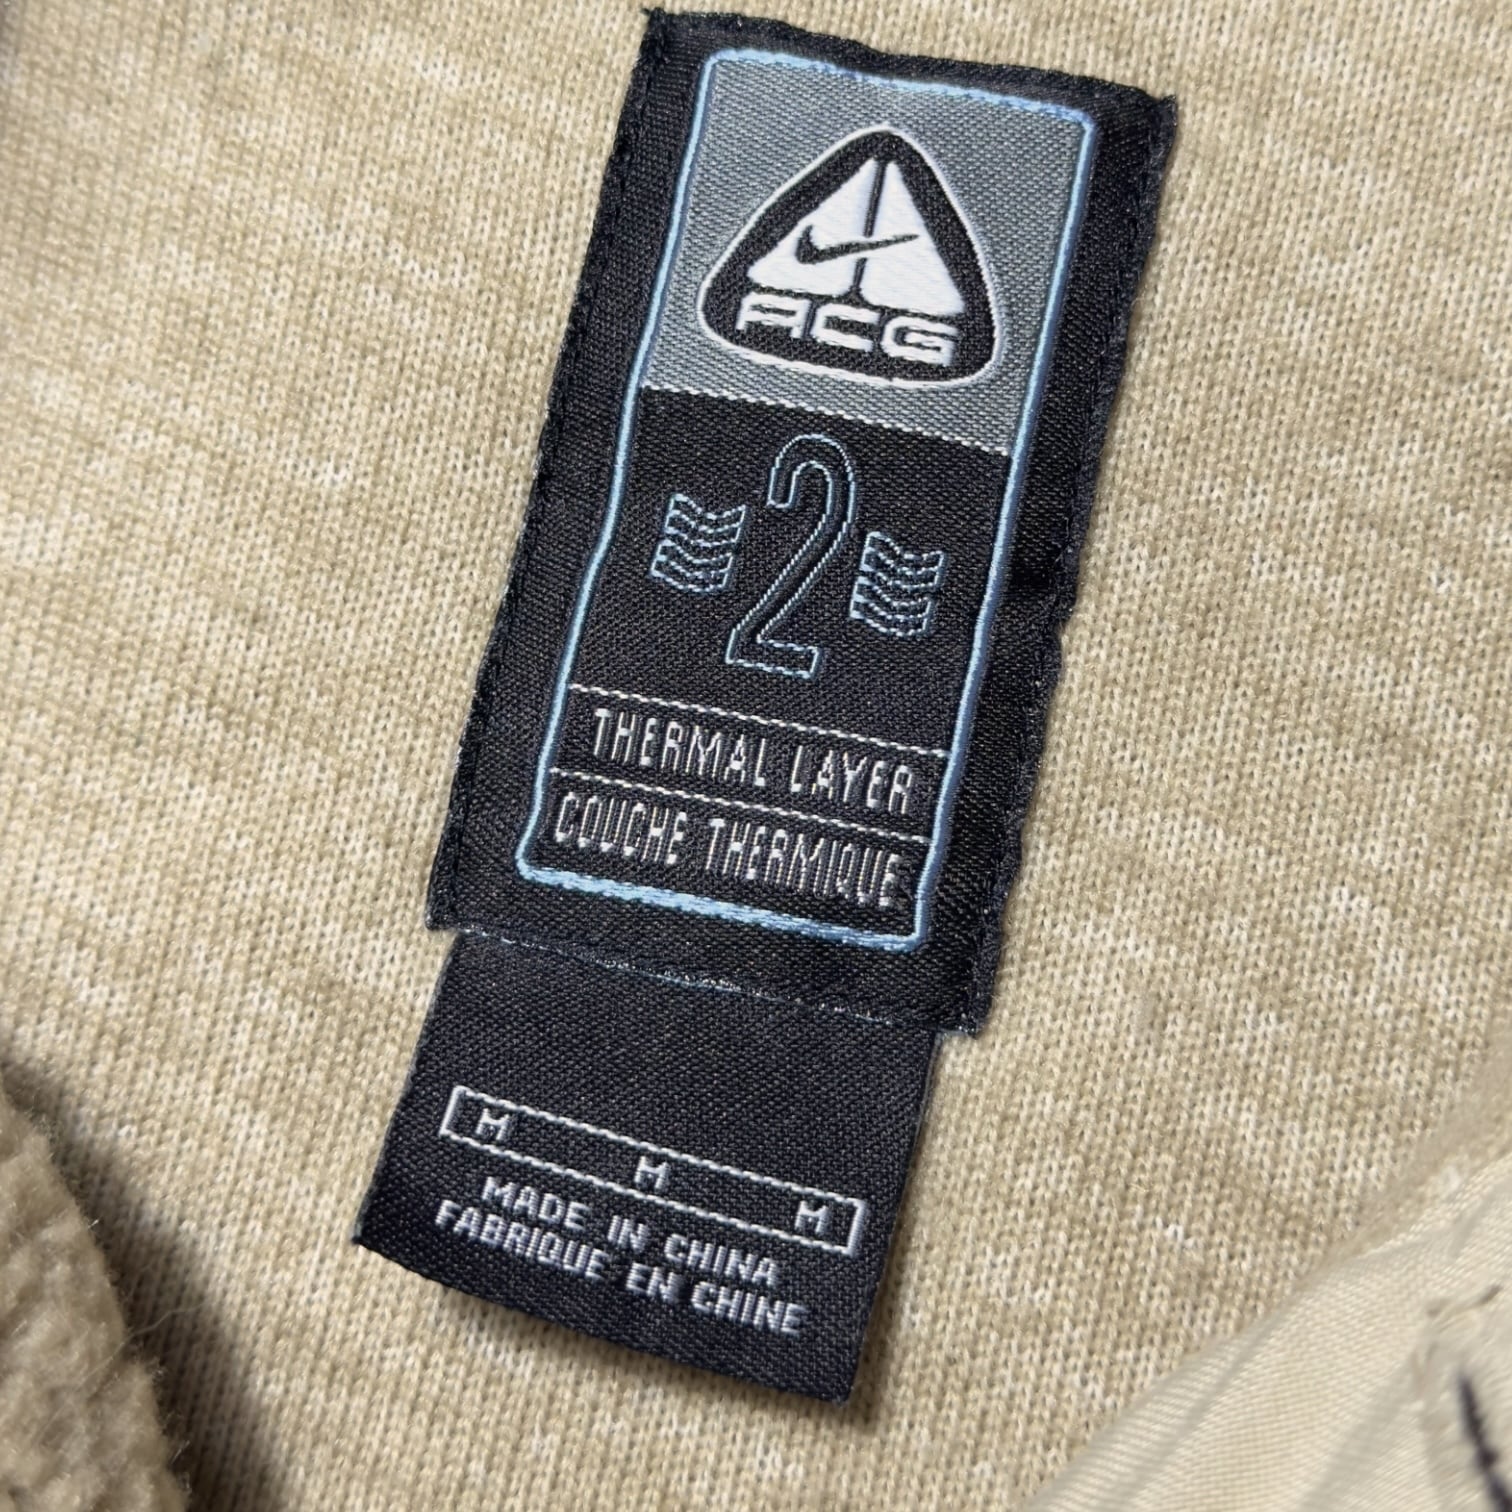 ACG
2
THERMAL LAYER
COUCHE THERMIQUE
M M M
MADE IN CHINA
FABRIQUE EN CHINE